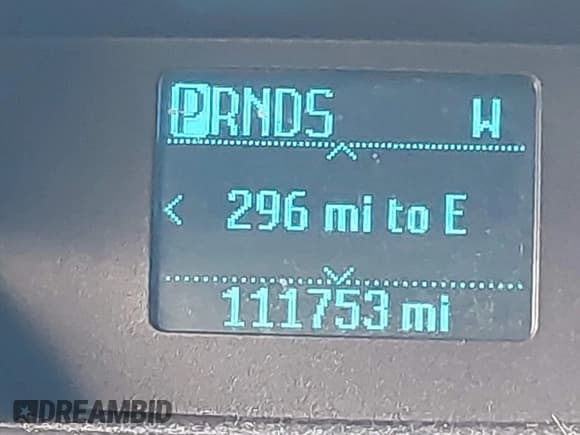 PRNDS W
< 296 mi to E
111753 mi
DREAMBID